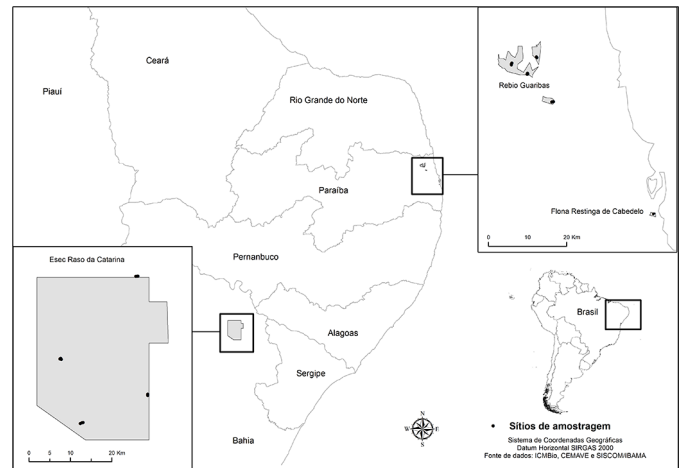 Ceará
Piauí
Rio Grande do Norte
Paraíba
Pernambuco
Alagoas
Sergipe
Bahia
Rebio Guaribas
Flona Restinga de Cabedelo
0 10 20 Km
Esec Raso da Catarina
0 5 10 20 Km
Brasil
N
W E
S
Sítios de amostragem
Sistema de Coordenadas Geográficas
Datum Horizontal SIRGAS 2000
Fonte de dados: ICMBio, CEMAVE e SISCOM/IBAMA